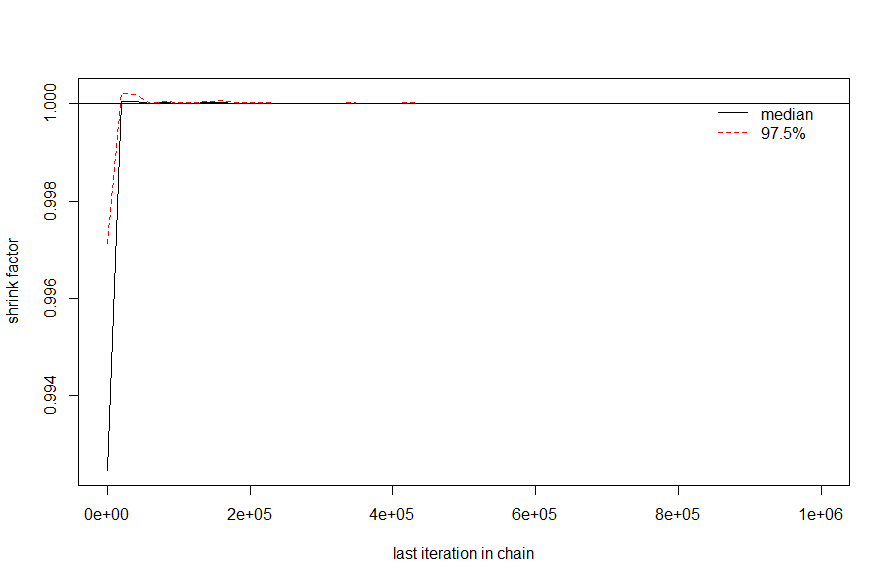 shrink factor
1.000
0.998
0.996
0.994
median
97.5%
0e+00 2e+05 4e+05 6e+05 8e+05 1e+06
last iteration in chain